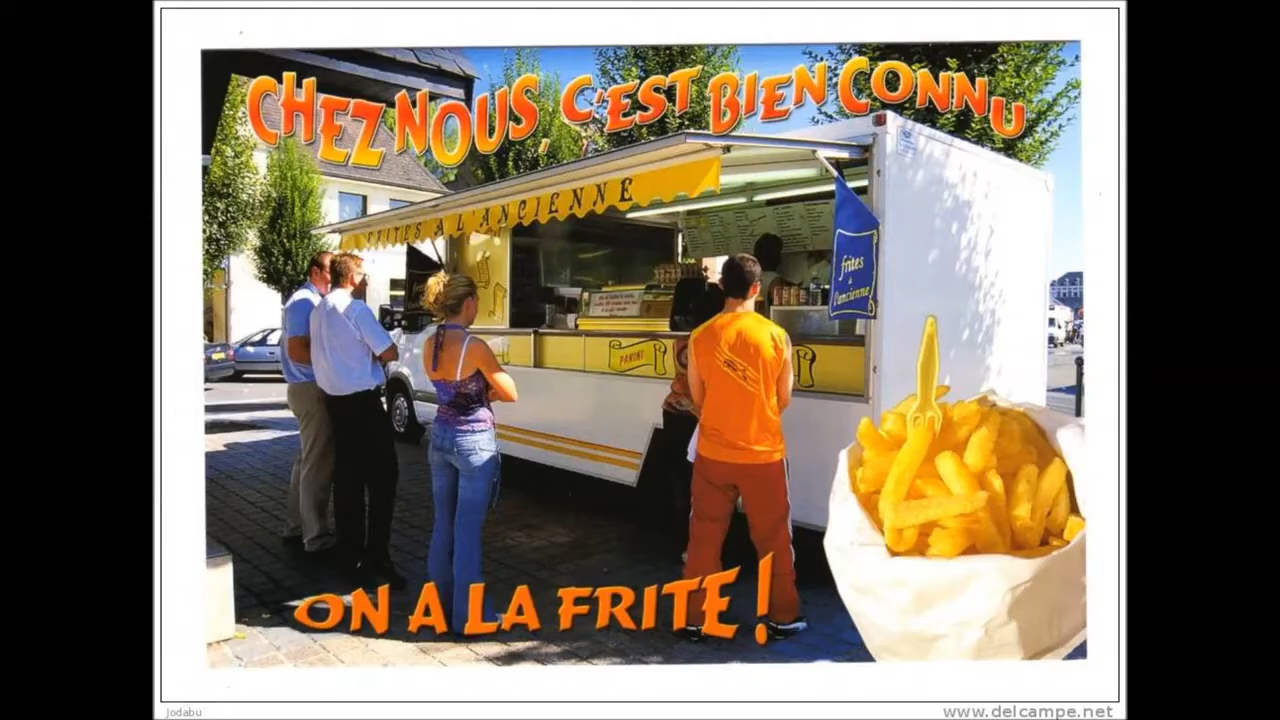 CHEZ NOUS, C'EST BIEN CONNU
FRITES A L'ANCIENNE
frites
à
l'ancienne
PANINI
ON A LA FRITE !
jodabu
www.delcampe.net